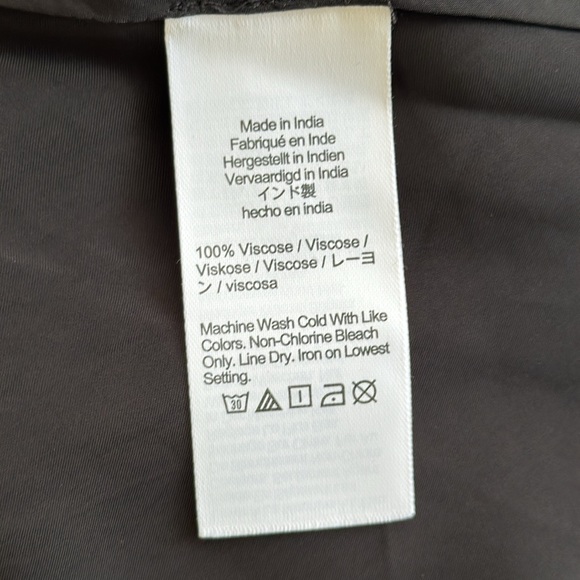 Made in India
Fabriqué en Inde
Hergestellt in Indien
Vervaardigd in India
インド製
hecho en india
100% Viscose / Viscose /
Viskose / Viscose / レーヨ
ン / viscosa
Machine Wash Cold With Like
Colors. Non-Chlorine Bleach
Only. Line Dry. Iron on Lowest
Setting.
30